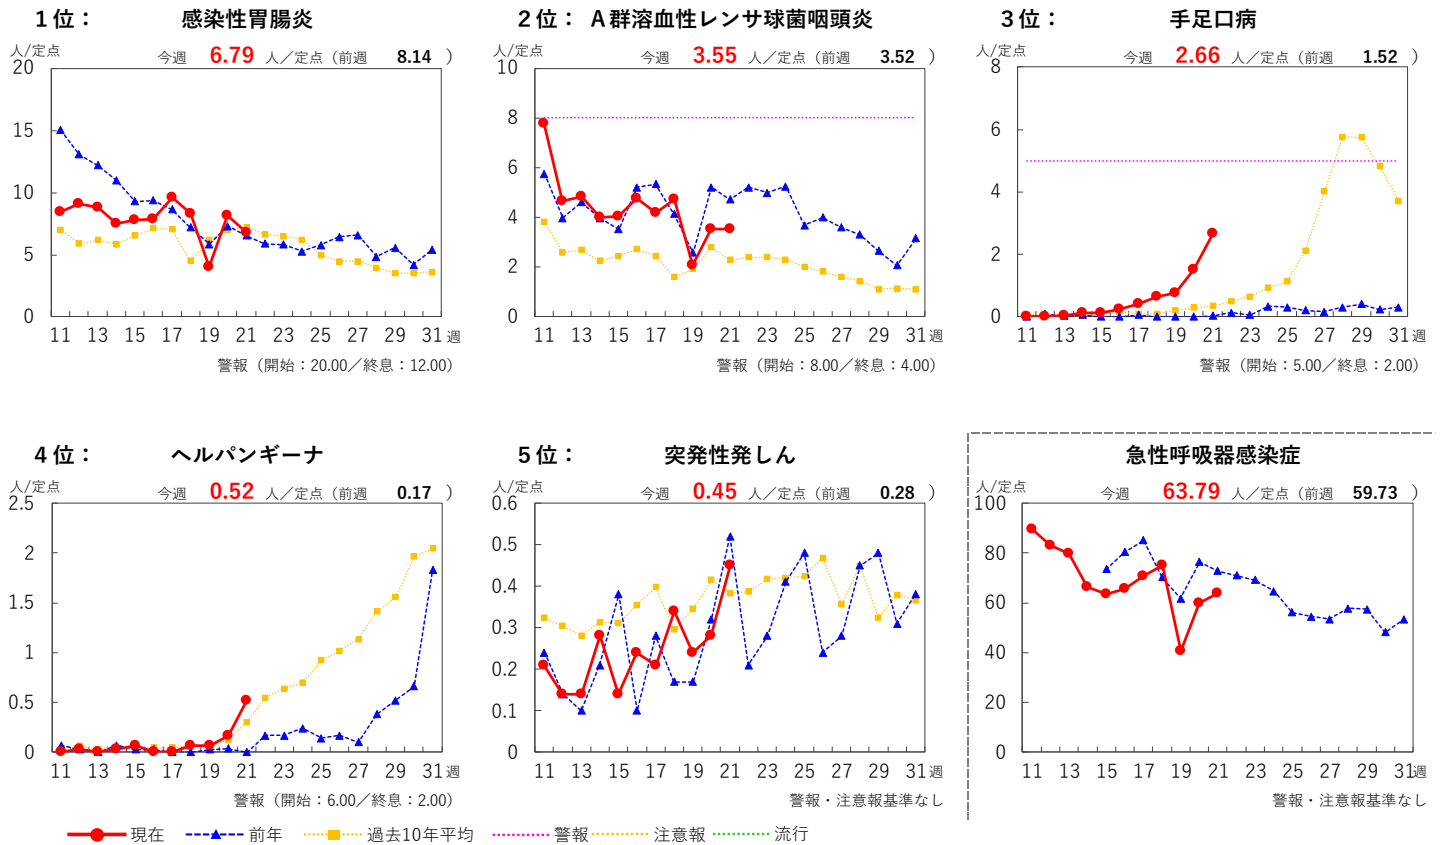 １位：　感染性胃腸炎
人/定点　今週　6.79　人／定点（前週　8.14　）
20
15
10
5
0
11 13 15 17 19 21 23 25 27 29 31 週
警報（開始：20.00／終息：12.00）
２位：　Ａ群溶血性レンサ球菌咽頭炎
人/定点　今週　3.55　人／定点（前週　3.52　）
10
8
6
4
2
0
11 13 15 17 19 21 23 25 27 29 31 週
警報（開始：8.00／終息：4.00）
３位：　手足口病
人/定点　今週　2.66　人／定点（前週　1.52　）
8
6
4
2
0
11 13 15 17 19 21 23 25 27 29 31 週
警報（開始：5.00／終息：2.00）
４位：　ヘルパンギーナ
人/定点　今週　0.52　人／定点（前週　0.17　）
2.5
2
1.5
1
0.5
0
11 13 15 17 19 21 23 25 27 29 31 週
警報（開始：6.00／終息：2.00）
５位：　突発性発しん
人/定点　今週　0.45　人／定点（前週　0.28　）
0.6
0.5
0.4
0.3
0.2
0.1
0
11 13 15 17 19 21 23 25 27 29 31 週
警報・注意報基準なし
急性呼吸器感染症
人/定点　今週　63.79　人／定点（前週　59.73　）
100
80
60
40
20
0
11 13 15 17 19 21 23 25 27 29 31 週
警報・注意報基準なし
現在　前年　過去10年平均　警報　注意報　流行